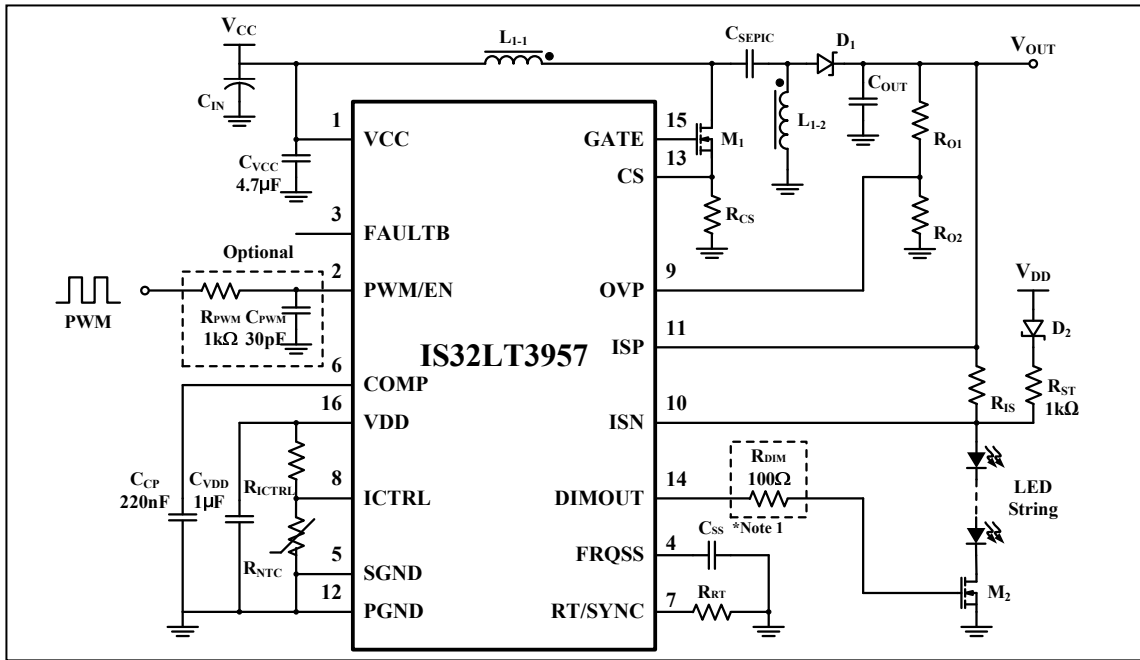 VCC
L1-1
CSEPIC
D1
VOUT
CIN
COUT
1
VCC
GATE
15
M1
L1-2
RO1
CVCC
4.7µF
CS
13
RCS
RO2
3
FAULTB
Optional
2
PWM/EN
OVP
9
VDD
PWM
RPWM
1kΩ
CPWM
30pF
ISP
11
D2
IS32LT3957
6
COMP
RIS
RST
1kΩ
16
VDD
ISN
10
CCP
220nF
CVDD
1µF
RICTRL
8
ICTRL
DIMOUT
14
RDIM
100Ω
*Note 1
LED
String
RNTC
5
SGND
FRQSS
4
CSS
12
PGND
RT/SYNC
7
RRT
M2